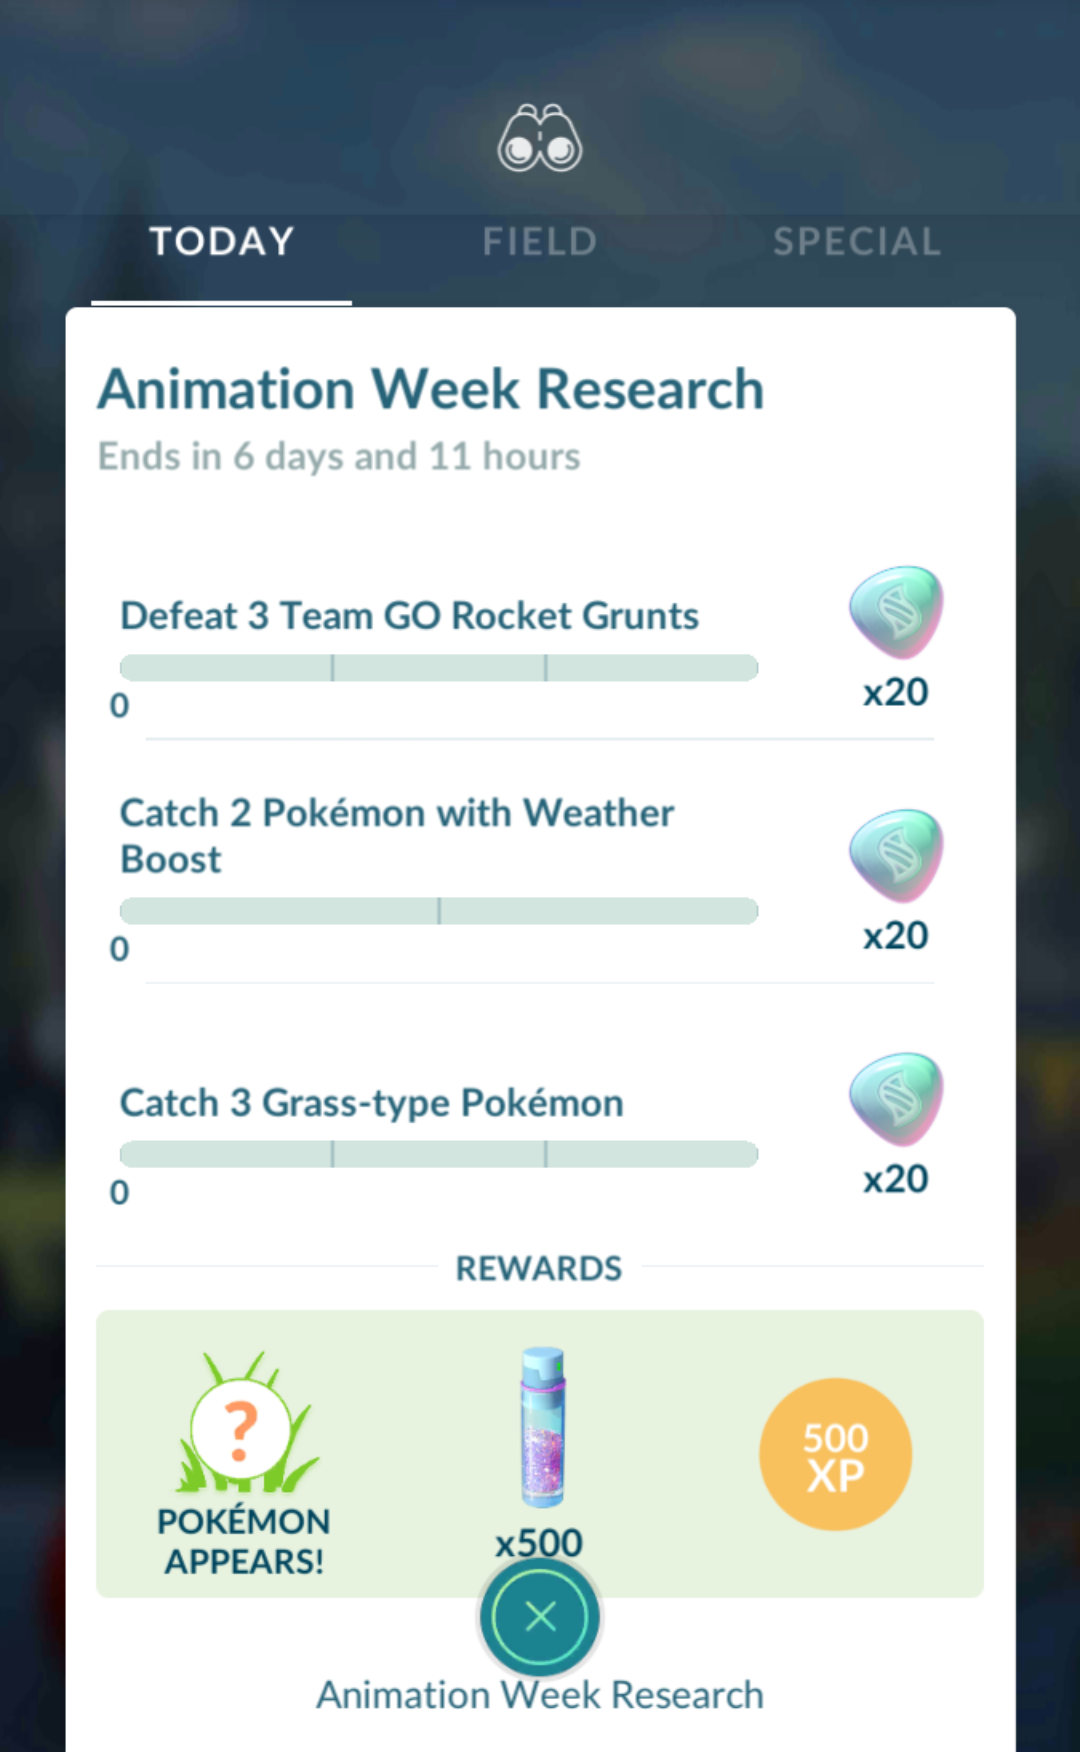 TODAY
FIELD
SPECIAL
Animation Week Research
Ends in 6 days and 11 hours
Defeat 3 Team GO Rocket Grunts
0
x20
Catch 2 Pokémon with Weather
Boost
0
x20
Catch 3 Grass-type Pokémon
0
x20
REWARDS
?
POKÉMON
APPEARS!
x500
500
XP
Animation Week Research